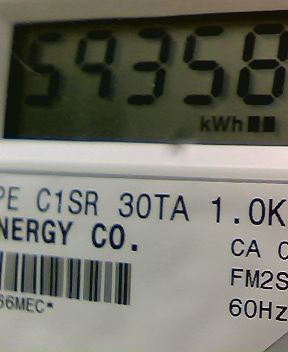 59358
kWh
PE C1SR 30TA 1.0K
NERGY CO.
CA
FM2S
66MEC*
60Hz